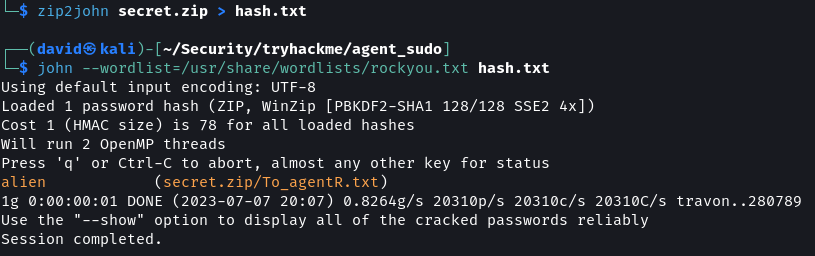 └─$ zip2john secret.zip > hash.txt
┌──(david㉿kali)-[~/Security/tryhackme/agent_sudo]
└─$ john --wordlist=/usr/share/wordlists/rockyou.txt hash.txt
Using default input encoding: UTF-8
Loaded 1 password hash (ZIP, WinZip [PBKDF2-SHA1 128/128 SSE2 4x])
Cost 1 (HMAC size) is 78 for all loaded hashes
Will run 2 OpenMP threads
Press 'q' or Ctrl-C to abort, almost any other key for status
alien            (secret.zip/To_agentR.txt)
1g 0:00:00:01 DONE (2023-07-07 20:07) 0.8264g/s 20310p/s 20310c/s 20310C/s travon..280789
Use the "--show" option to display all of the cracked passwords reliably
Session completed.